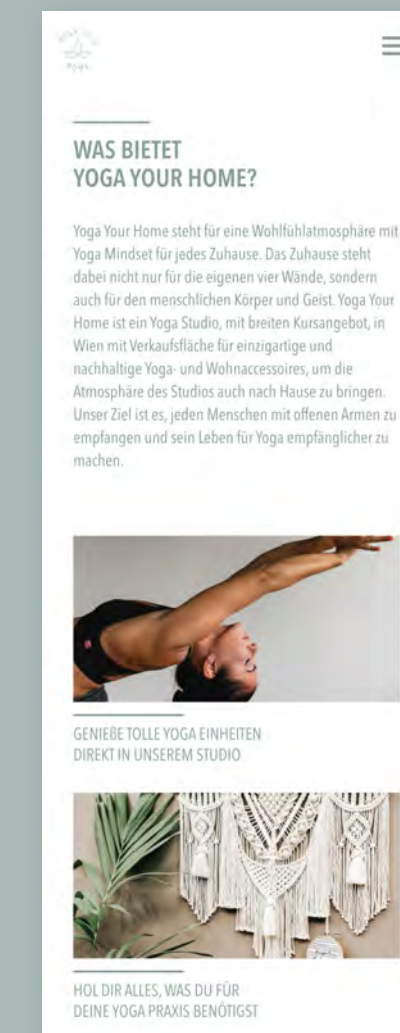 WAS BIETET
YOGA YOUR HOME?
Yoga Your Home steht für eine Wohlfühlatmosphäre mit
Yoga Mindset für jedes Zuhause. Das Zuhause steht
dabei nicht nur für die eigenen vier Wände, sondern
auch für den menschlichen Körper und Geist. Yoga Your
Home ist ein Yoga Studio, mit breiten Kursangebot, in
Wien mit Verkaufsfläche für einzigartige und
nachhaltige Yoga- und Wohnaccessoires, um die
Atmosphäre des Studios auch nach Hause zu bringen.
Unser Ziel ist es, jeden Menschen mit offenen Armen zu
empfangen und sein Leben für Yoga empfänglicher zu
machen.
GENIEßE TOLLE YOGA EINHEITEN
DIREKT IN UNSEREM STUDIO
HOL DIR ALLES, WAS DU FÜR
DEINE YOGA PRAXIS BENÖTIGST